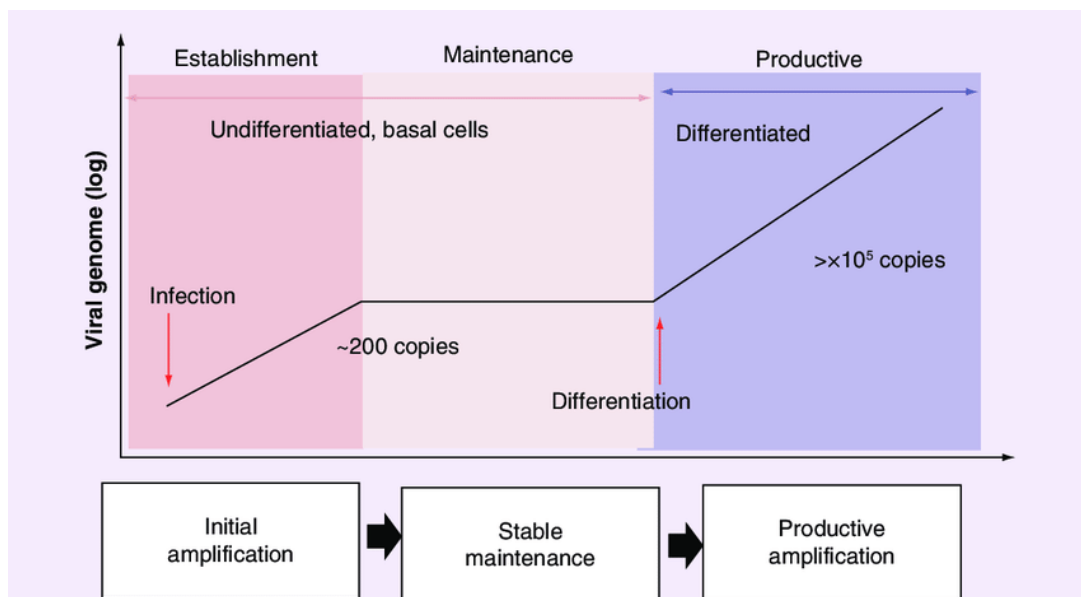 Establishment
Maintenance
Productive
Undifferentiated, basal cells
Differentiated
Viral genome (log)
>×10⁵ copies
Infection
~200 copies
Differentiation
Initial
amplification
Stable
maintenance
Productive
amplification